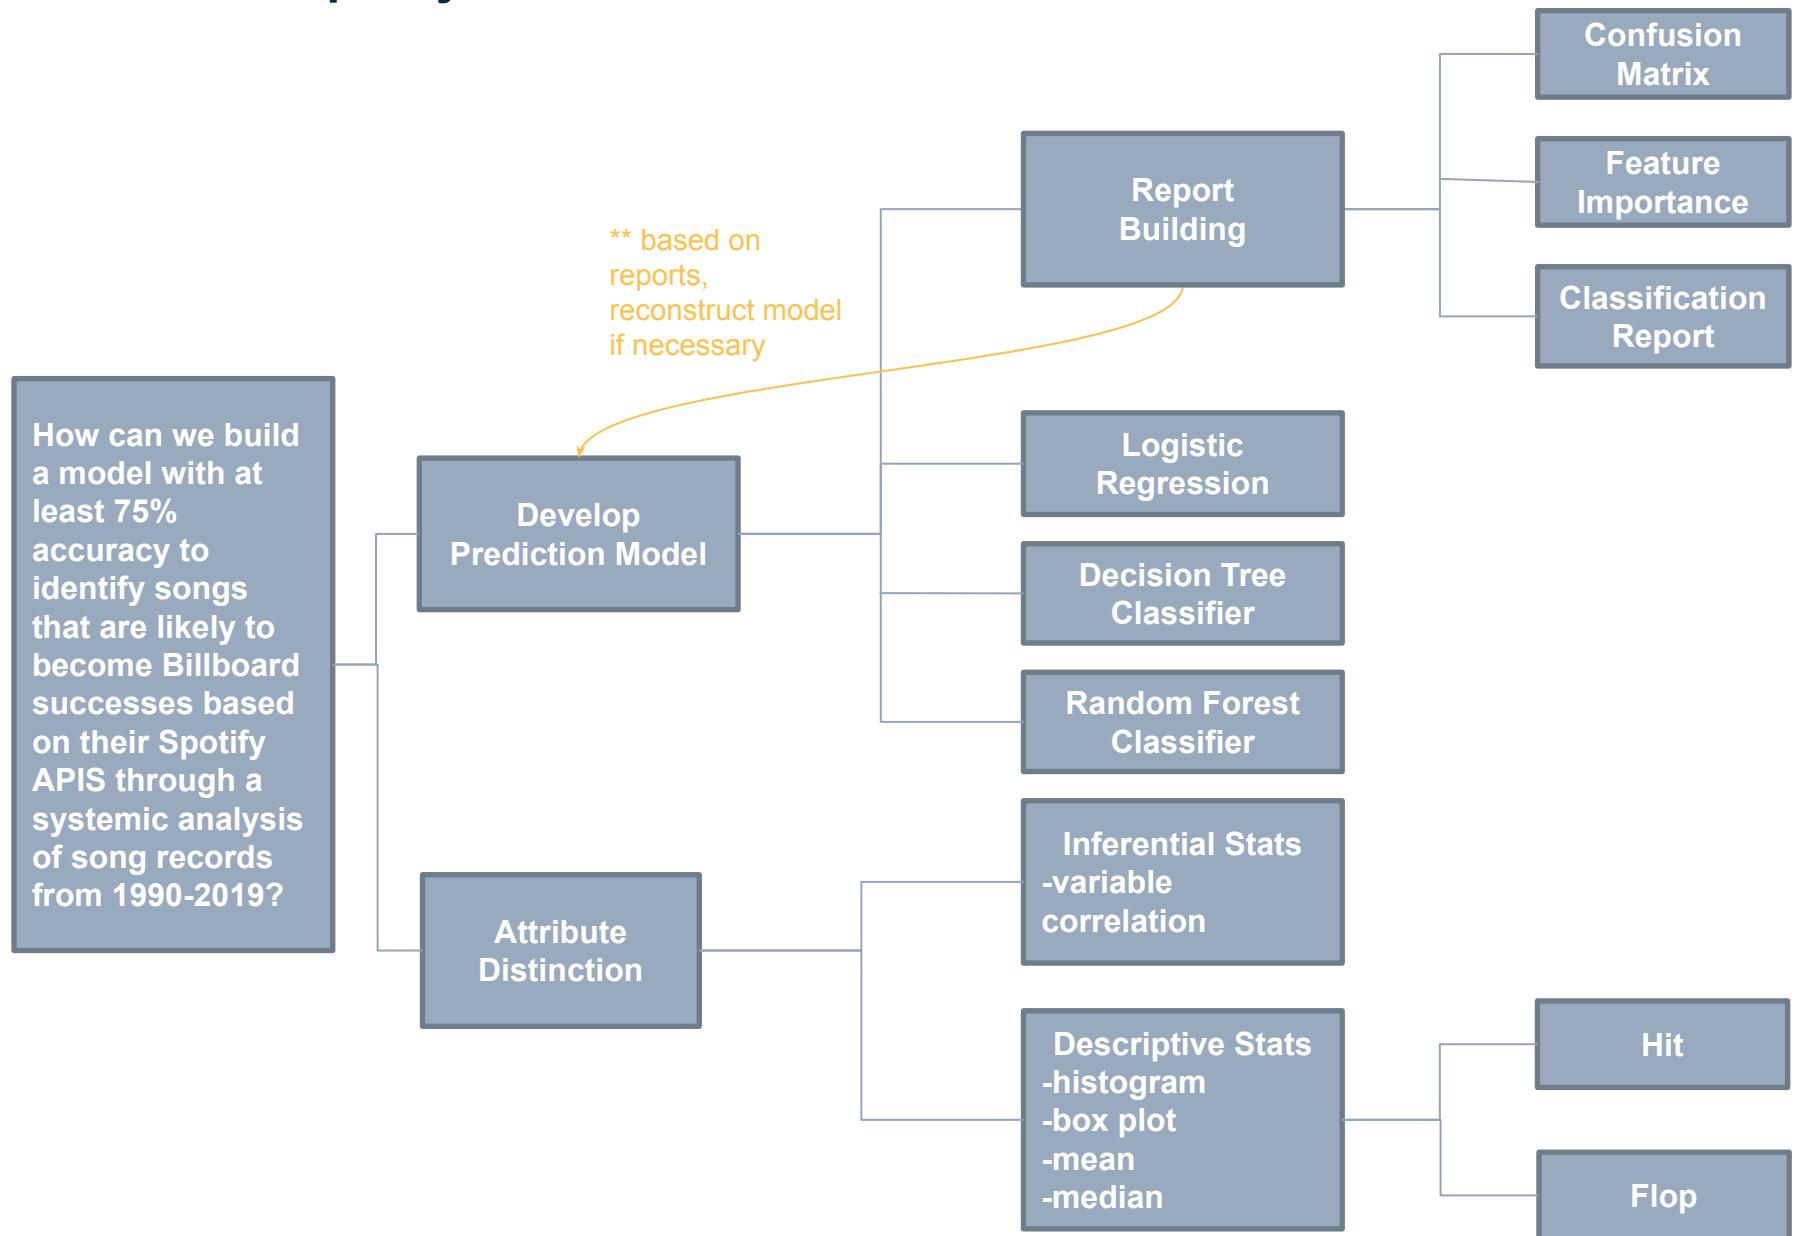 How can we build
a model with at
least 75%
accuracy to
identify songs
that are likely to
become Billboard
successes based
on their Spotify
APIS through a
systemic analysis
of song records
from 1990-2019?
** based on
reports,
reconstruct model
if necessary
Develop
Prediction Model
Attribute
Distinction
Report
Building
Logistic
Regression
Decision Tree
Classifier
Random Forest
Classifier
Inferential Stats
-variable
correlation
Descriptive Stats
-histogram
-box plot
-mean
-median
Confusion
Matrix
Feature
Importance
Classification
Report
Hit
Flop